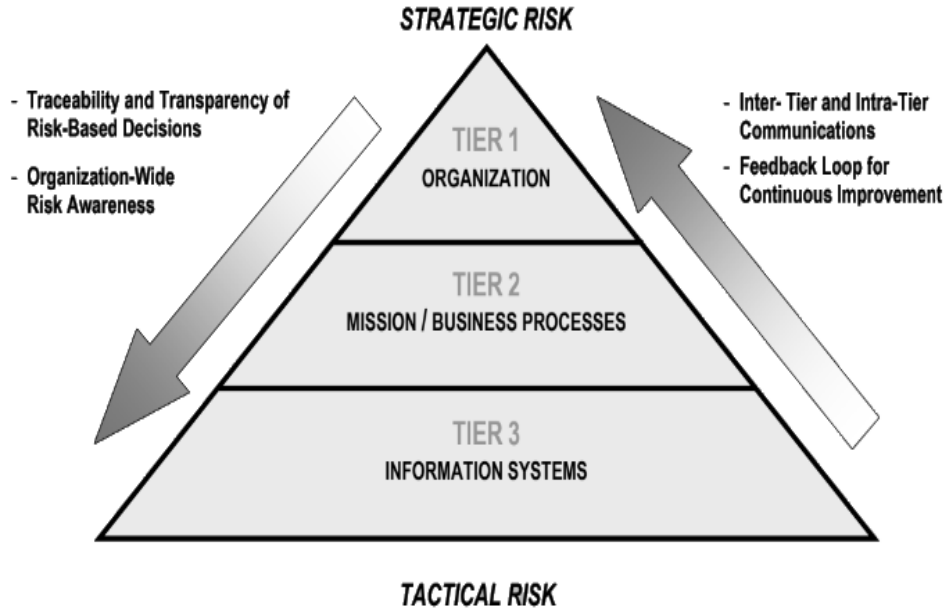 STRATEGIC RISK
- Traceability and Transparency of
Risk-Based Decisions
- Organization-Wide
Risk Awareness
- Inter- Tier and Intra-Tier
Communications
- Feedback Loop for
Continuous Improvement
TIER 1
ORGANIZATION
TIER 2
MISSION / BUSINESS PROCESSES
TIER 3
INFORMATION SYSTEMS
TACTICAL RISK